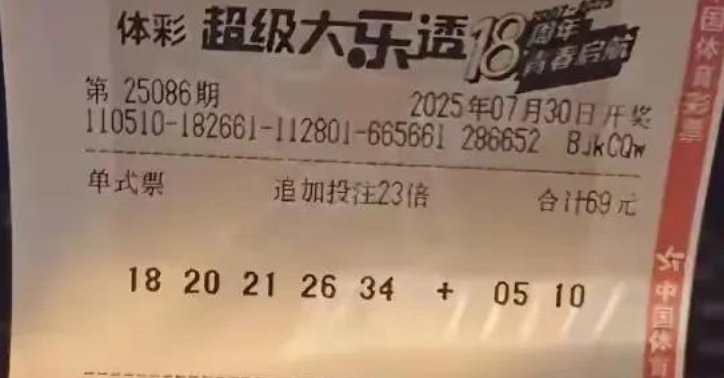 体彩 超级大乐透 18周年 青春启航
第 25086期 2025年07月30日开奖
110510-182661-112801-665661 286652 BJkCQw
单式票 追加投注23倍 合计69元
18 20 21 26 34 + 05 10
国体育彩票
中国体育